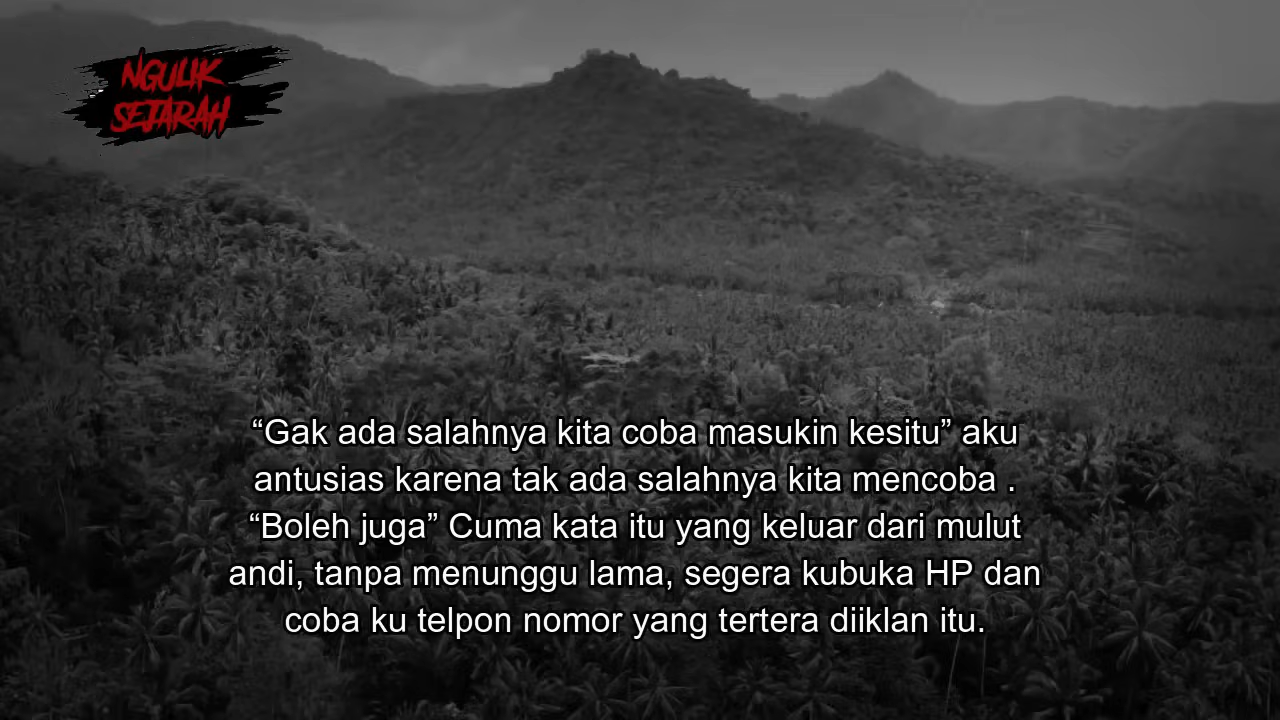 NGULIK
SEJARAH
“Gak ada salahnya kita coba masukin kesitu” aku
antusias karena tak ada salahnya kita mencoba .
“Boleh juga” Cuma kata itu yang keluar dari mulut
andi, tanpa menunggu lama, segera kubuka HP dan
coba ku telpon nomor yang tertera diiklan itu.